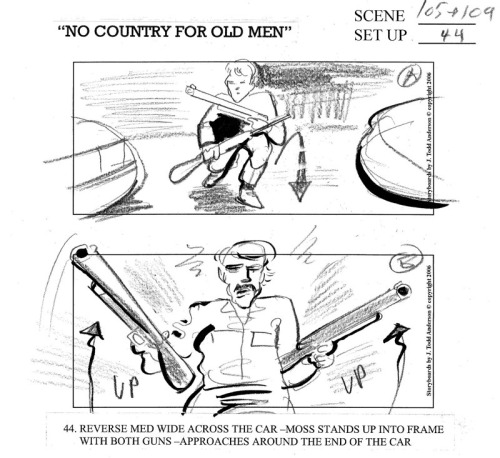 SCENE 105+109
"NO COUNTRY FOR OLD MEN"
SET UP 44
A
Storyboards by J. Todd Anderson © copyright 2006
B
UP
UP
Storyboards by J. Todd Anderson © copyright 2006
44. REVERSE MED WIDE ACROSS THE CAR –MOSS STANDS UP INTO FRAME
WITH BOTH GUNS –APPROACHES AROUND THE END OF THE CAR